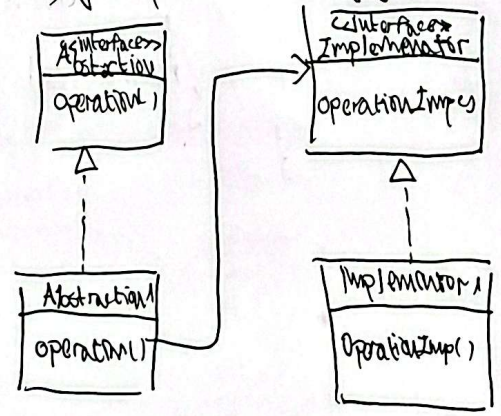 <<interface>>
Abstraction
operation()
<<Interface>>
Implementor
operationImp()
Abstraction1
operation()
Implementor1
OperationImp()